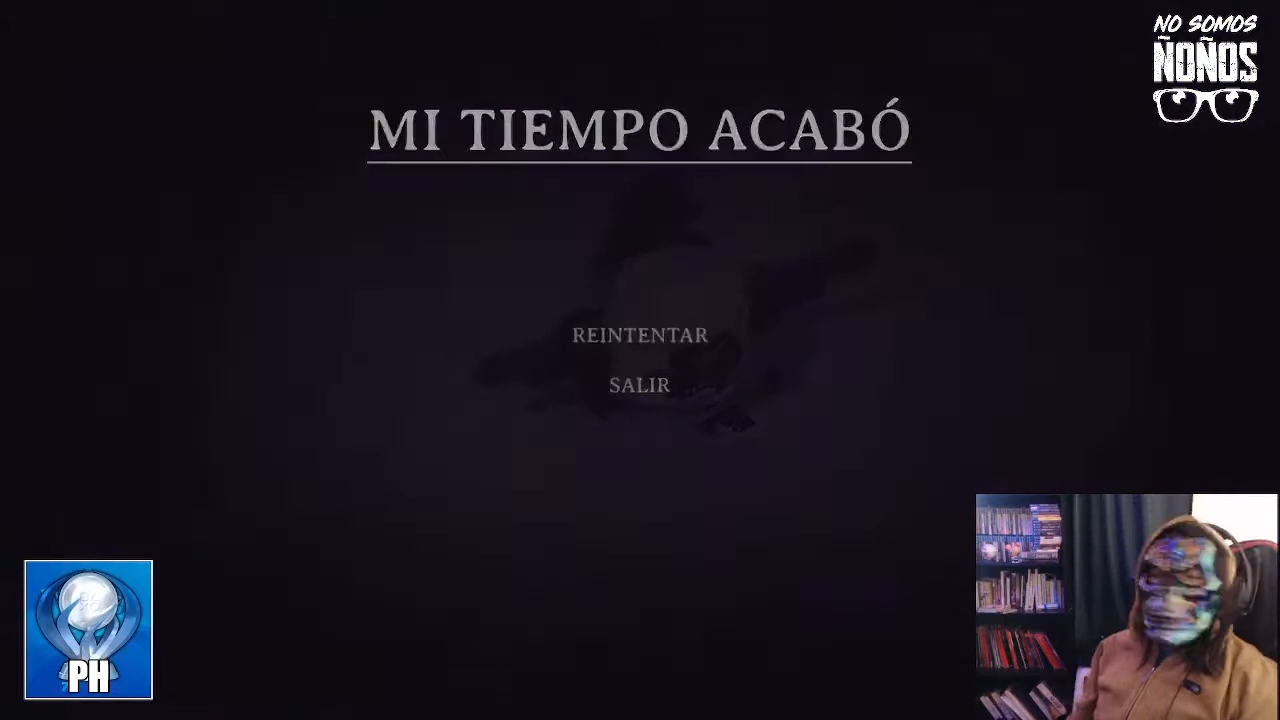 NO SOMOS
ÑOÑOS
MI TIEMPO ACABÓ
REINTENTAR
SALIR
PH